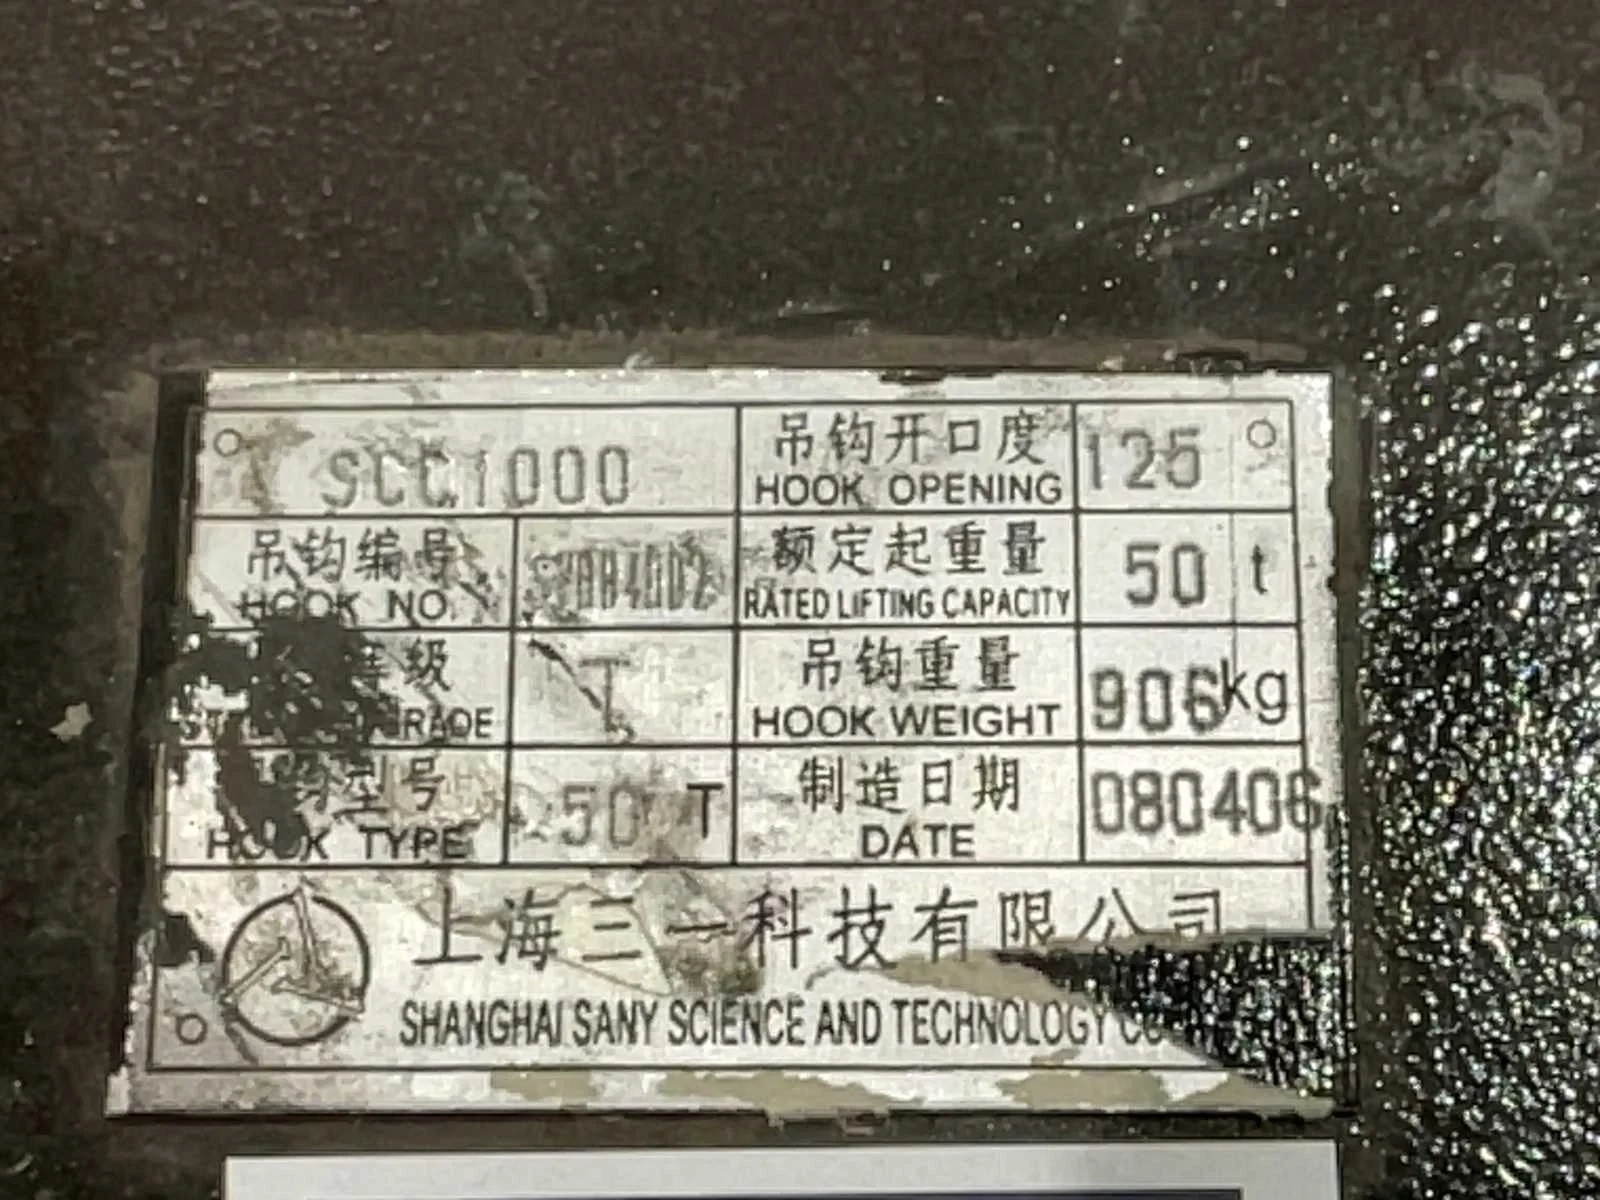 SCC1000
吊钩开口度
HOOK OPENING
125
吊钩编号
HOOK NO.
额定起重量
RATED LIFTING CAPACITY
50 t
级
吊钩重量
HOOK WEIGHT
906kg
T
型号
HOOK TYPE
50 T
制造日期
DATE
080406
上海三一科技有限公司
SHANGHAI SANY SCIENCE AND TECHNOLOGY